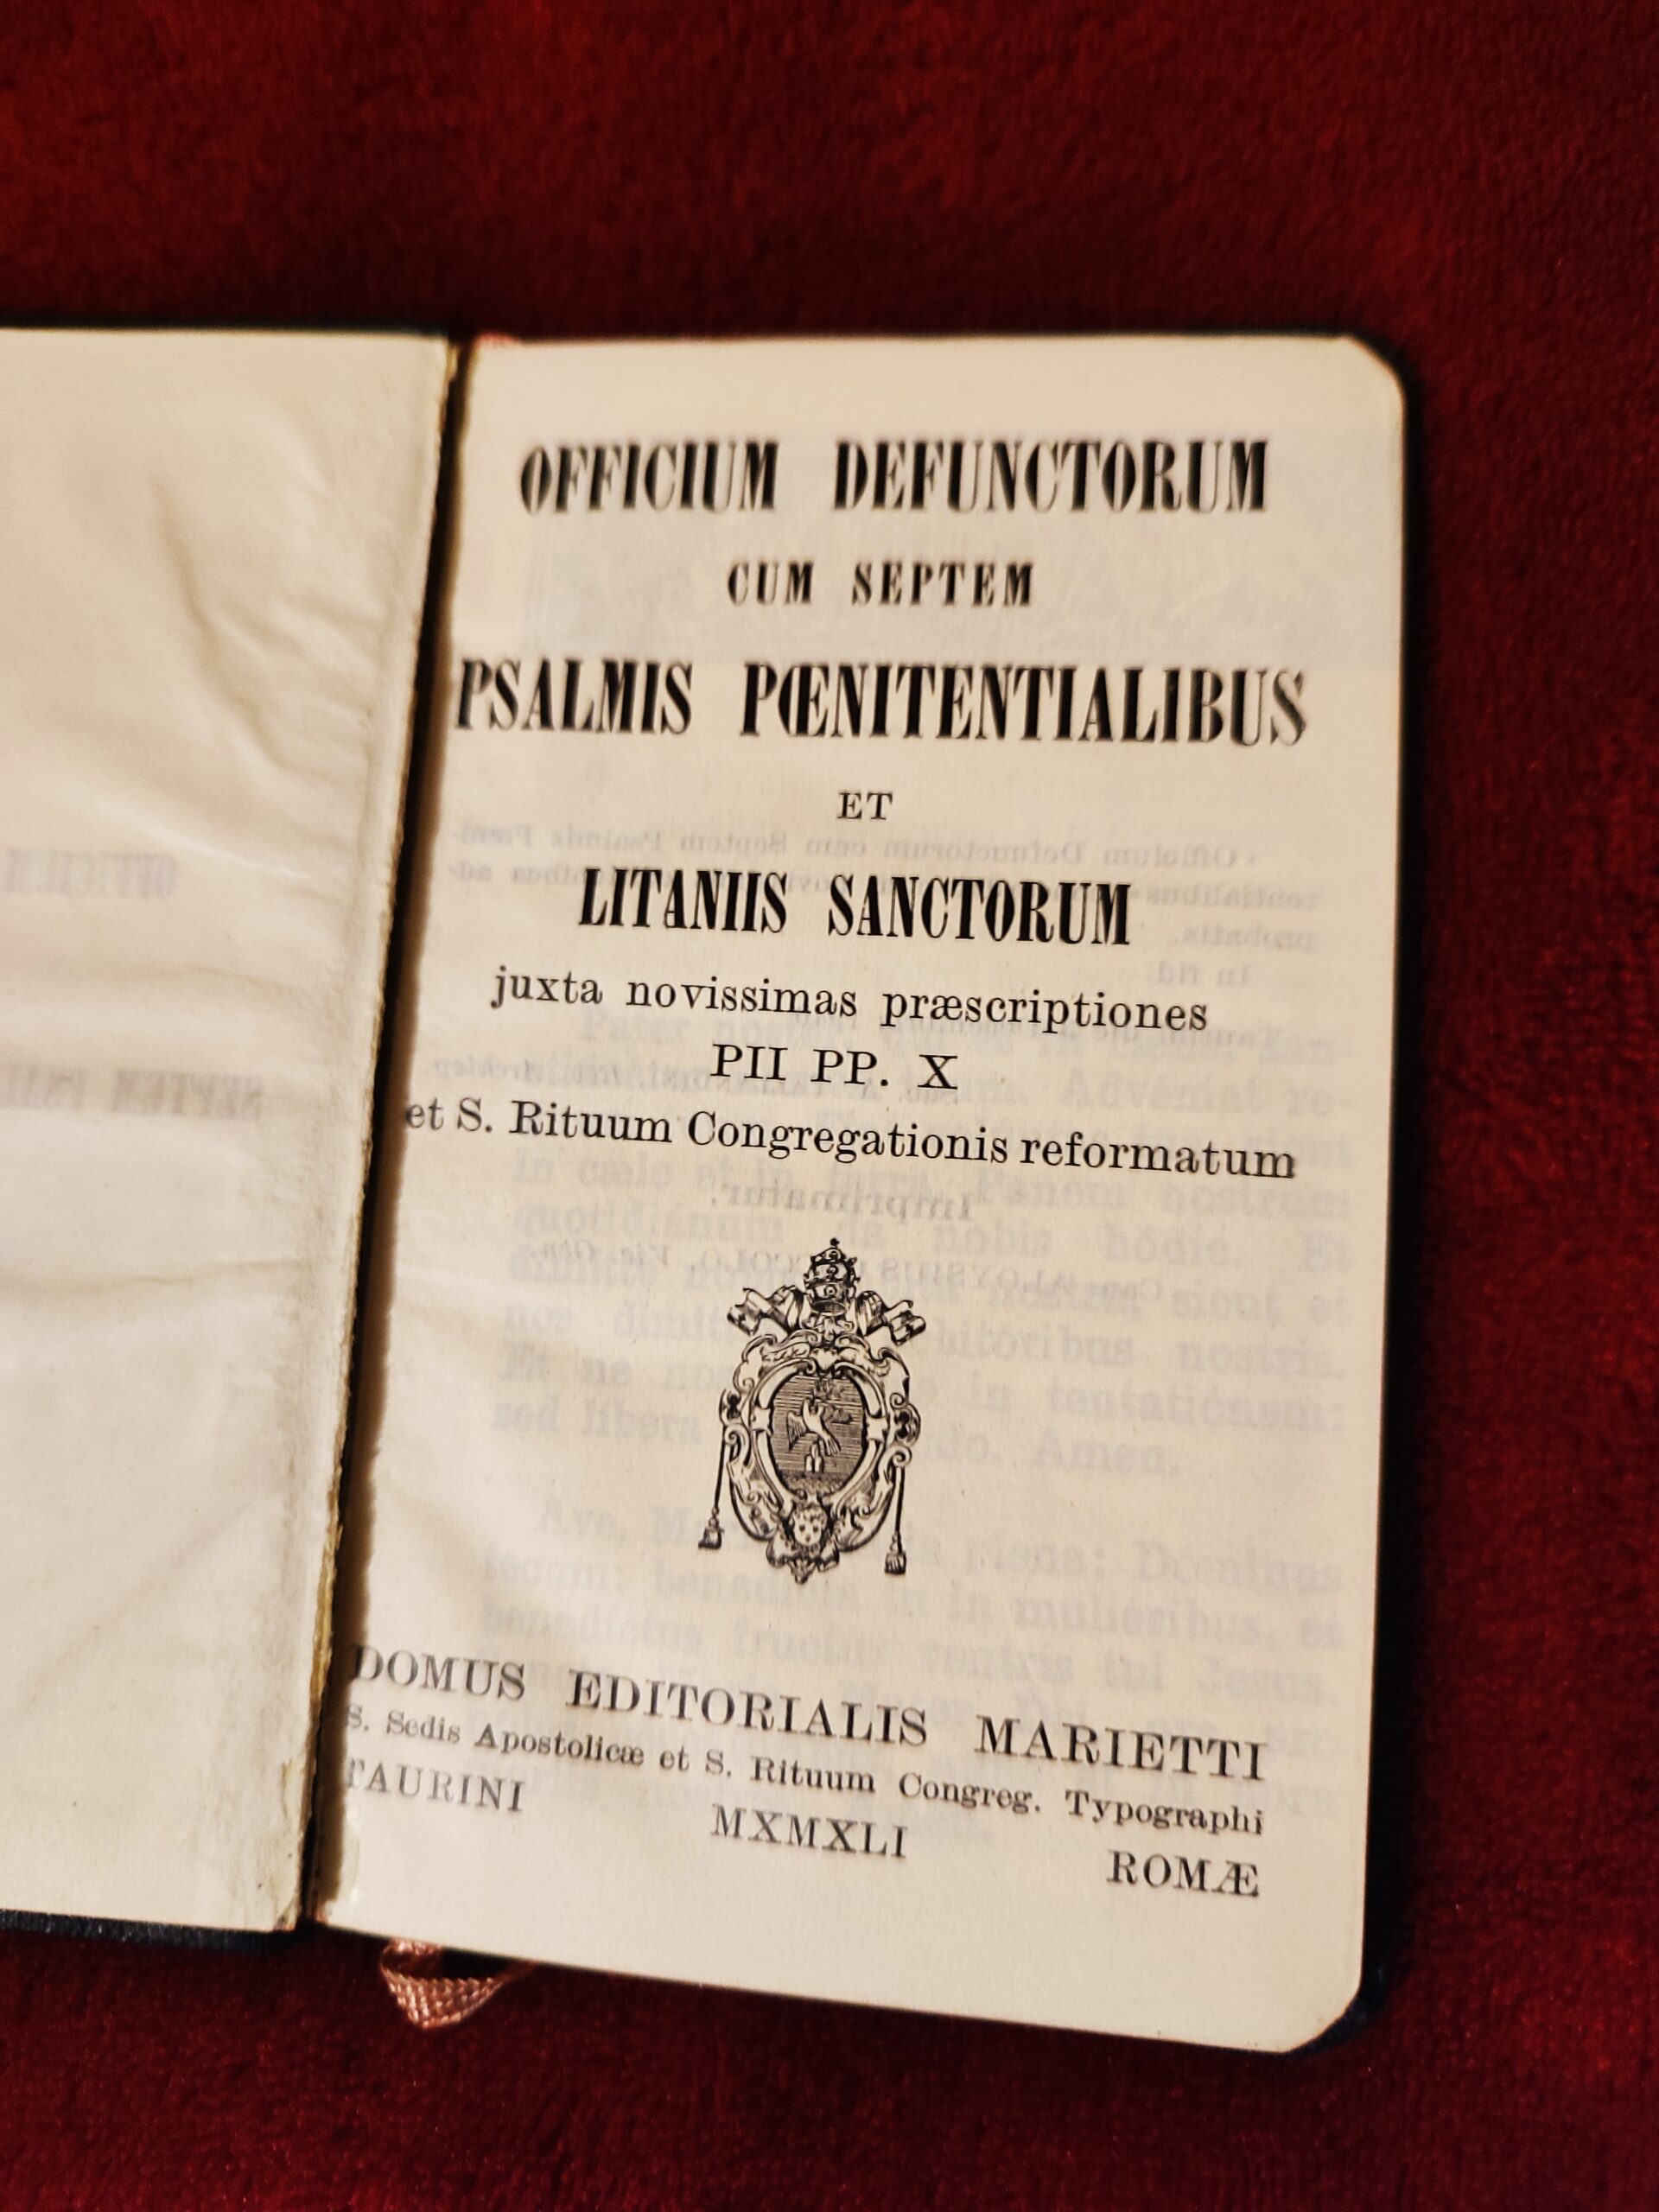 OFFICIUM DEFUNCTORUM
CUM SEPTEM
PSALMIS PŒNITENTIALIBUS
ET
LITANIIS SANCTORUM
juxta novissimas præscriptiones
PII PP. X
et S. Rituum Congregationis reformatum
DOMUS EDITORIALIS MARIETTI
S. Sedis Apostolicæ et S. Rituum Congreg. Typographi
TAURINI MXMXLI ROMÆ